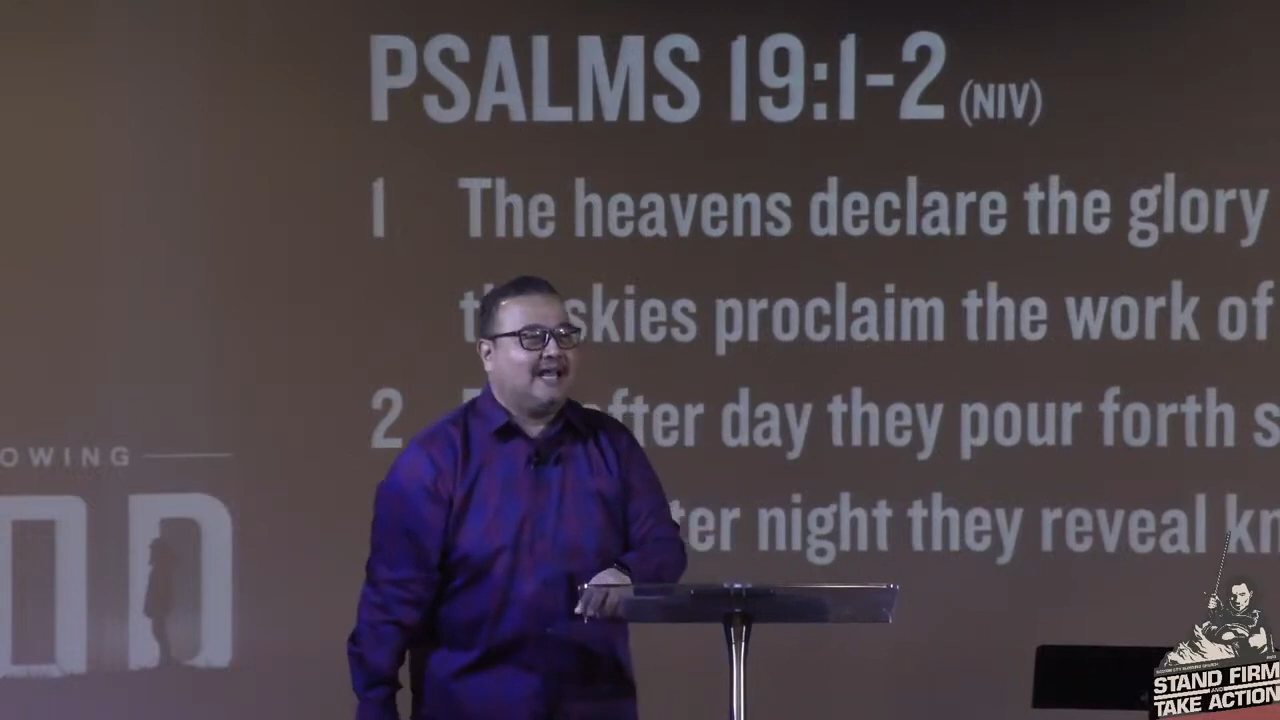 PSALMS 19:1-2 (NIV)
1 The heavens declare the glory
skies proclaim the work of
2 after day they pour forth
night they reveal
OWING
STAND FIRM
AND
TAKE ACTION